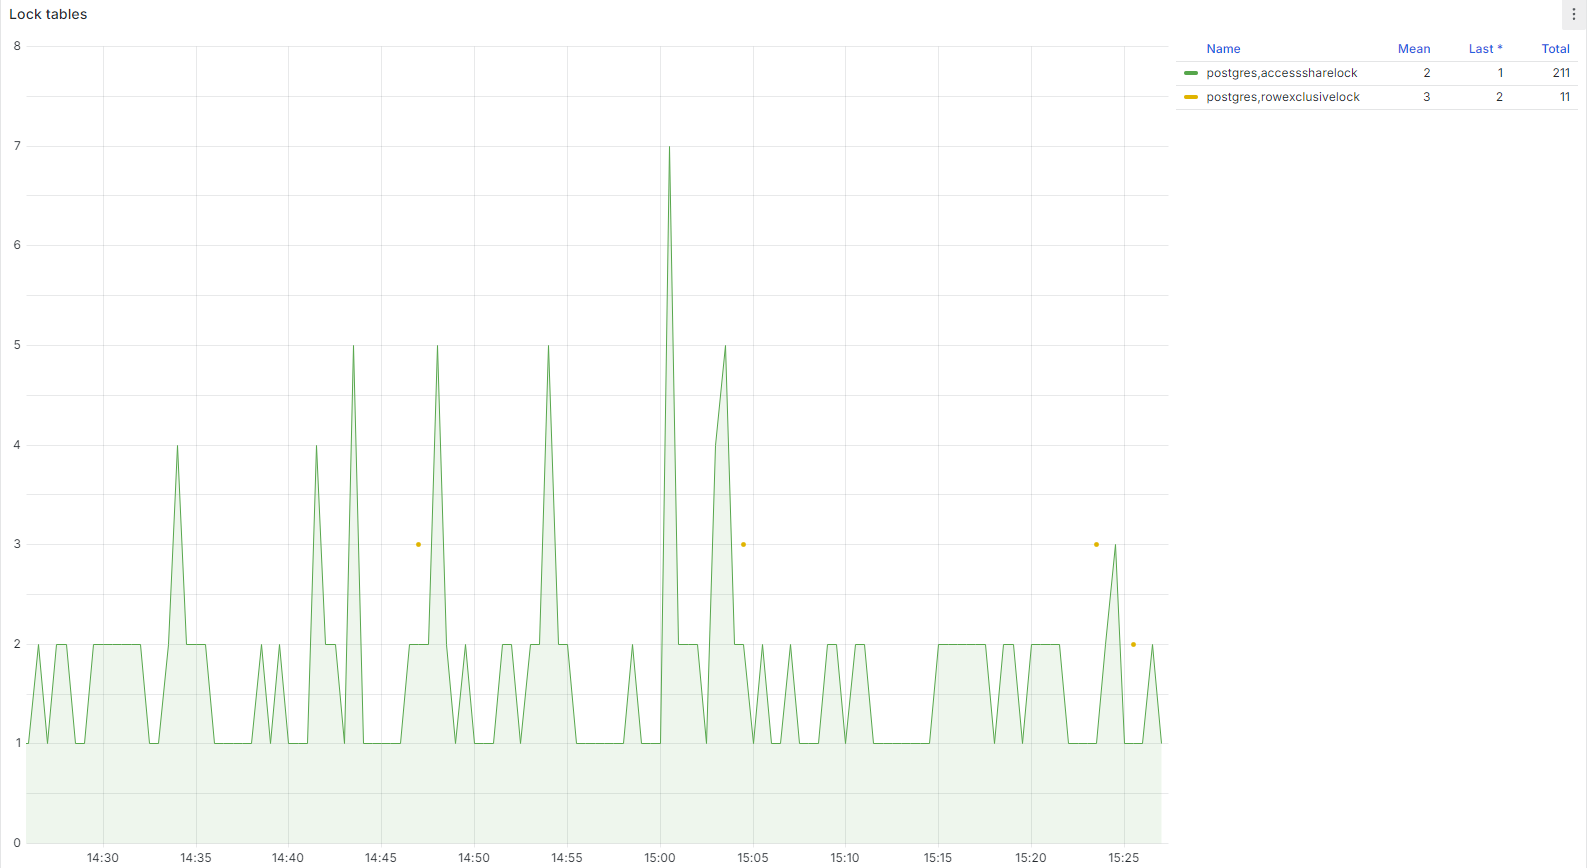 Lock tables
8
7
6
5
4
3
2
1
0
14:30 14:35 14:40 14:45 14:50 14:55 15:00 15:05 15:10 15:15 15:20 15:25
Name Mean Last * Total
postgres,accesssharelock 2 1 211
postgres,rowexclusivelock 3 2 11